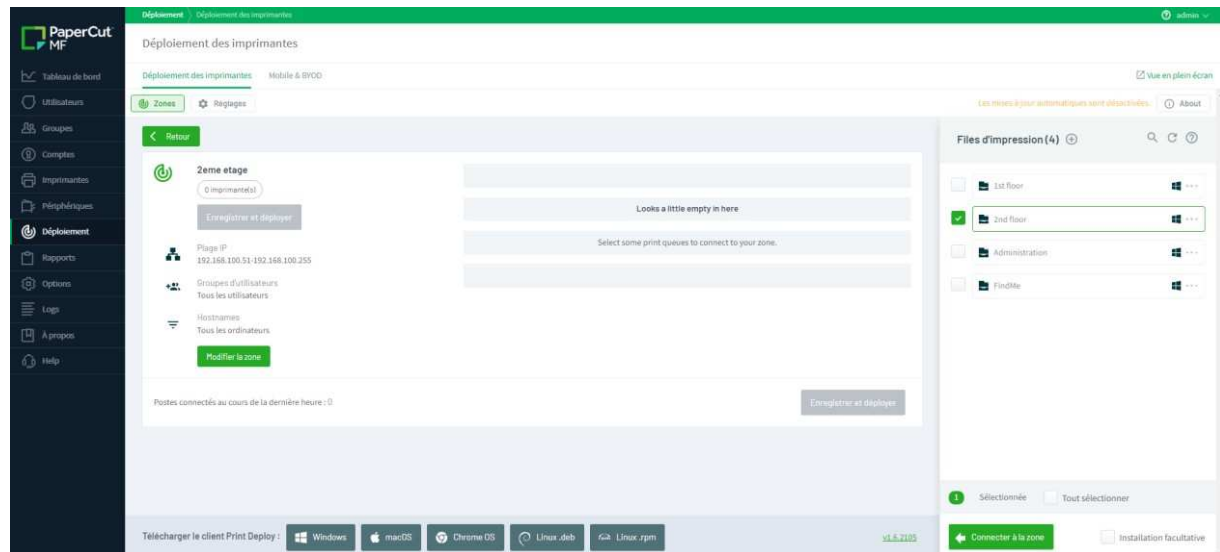 Déploiement Déploiement des imprimantes
admin
PaperCut
MF
Déploiement des imprimantes
Tableau de bord
Utilisateurs
Groupes
Comptes
Imprimantes
Périphériques
Déploiement
Rapports
Options
Logs
À propos
Help
Déploiement des imprimantes Mobile & BYOD
Vue en plein écran
Zones Réglages
Les mises à jour automatiques sont désactivées. About
Retour
2eme etage
0 imprimante(s)
Enregistrer et déployer
Plage IP
192.168.100.51-192.168.100.255
Groupes d'utilisateurs
Tous les utilisateurs
Hostnames
Tous les ordinateurs
Modifier la zone
Looks a little empty in here
Select some print queues to connect to your zone.
Postes connectés au cours de la dernière heure : 0
Enregistrer et déployer
Files d'impression (4)
1st floor
2nd floor
Administration
FindMe
1 Sélectionnée Tout sélectionner
Connecter à la zone Installation facultative
Télécharger le client Print Deploy : Windows macOS Chrome OS Linux .deb Linux .rpm
v1.6.2105